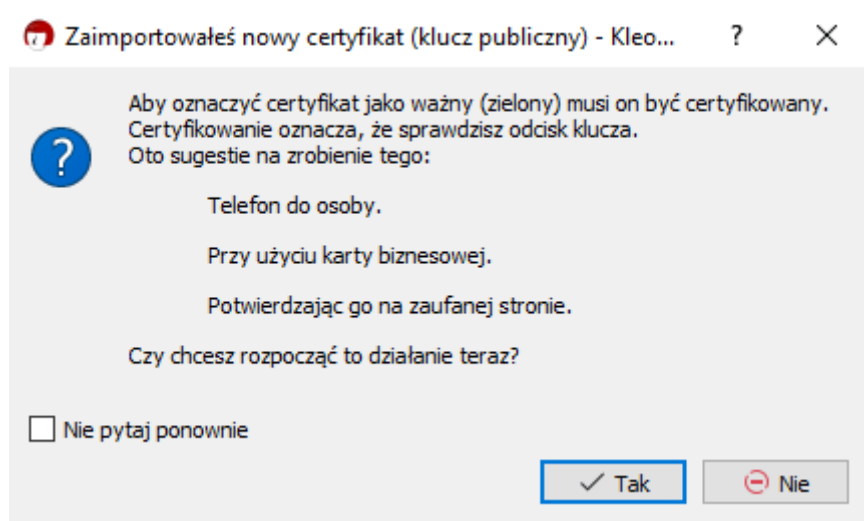 Zaimportowałeś nowy certyfikat (klucz publiczny) - Kleo...
?
Aby oznaczyć certyfikat jako ważny (zielony) musi on być certyfikowany.
Certyfikowanie oznacza, że sprawdzisz odcisk klucza.
Oto sugestie na zrobienie tego:
Telefon do osoby.
Przy użyciu karty biznesowej.
Potwierdzając go na zaufanej stronie.
Czy chcesz rozpocząć to działanie teraz?
Nie pytaj ponownie
Tak
Nie